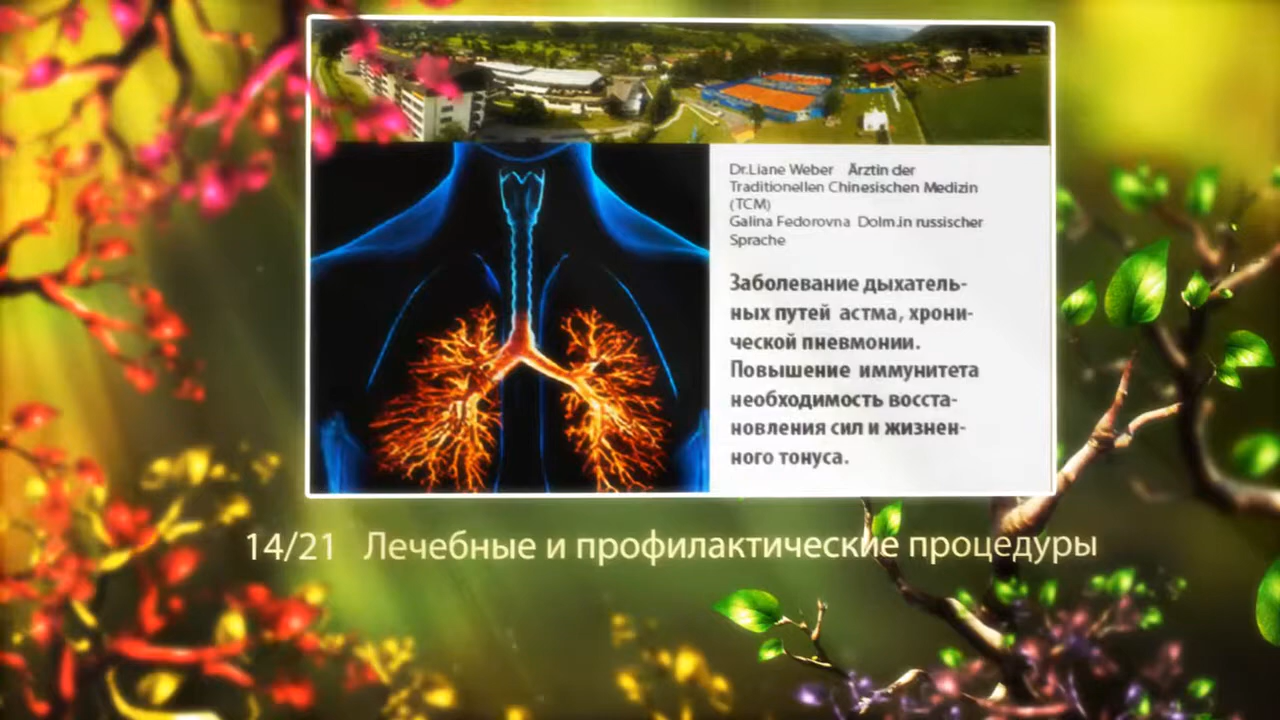 Dr.Liane Weber Ärztin der
Traditionellen Chinesischen Medizin
(TCM)
Galina Fedorovna Dolm.in russischer
Sprache
Заболевание дыхатель-
ных путей астма, хрони-
ческой пневмонии.
Повышение иммунитета
необходимость восста-
новления сил и жизнен-
ного тонуса.
14/21 Лечебные и профилактические процедуры